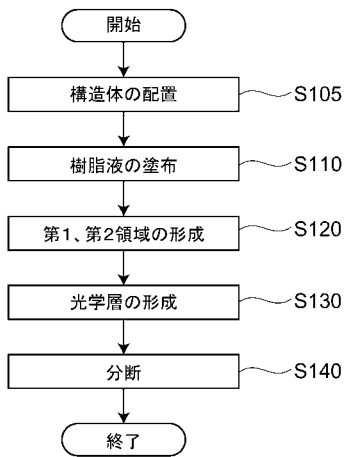 開始
構造体の配置
S105
樹脂液の塗布
S110
第1、第2領域の形成
S120
光学層の形成
S130
分断
S140
終了